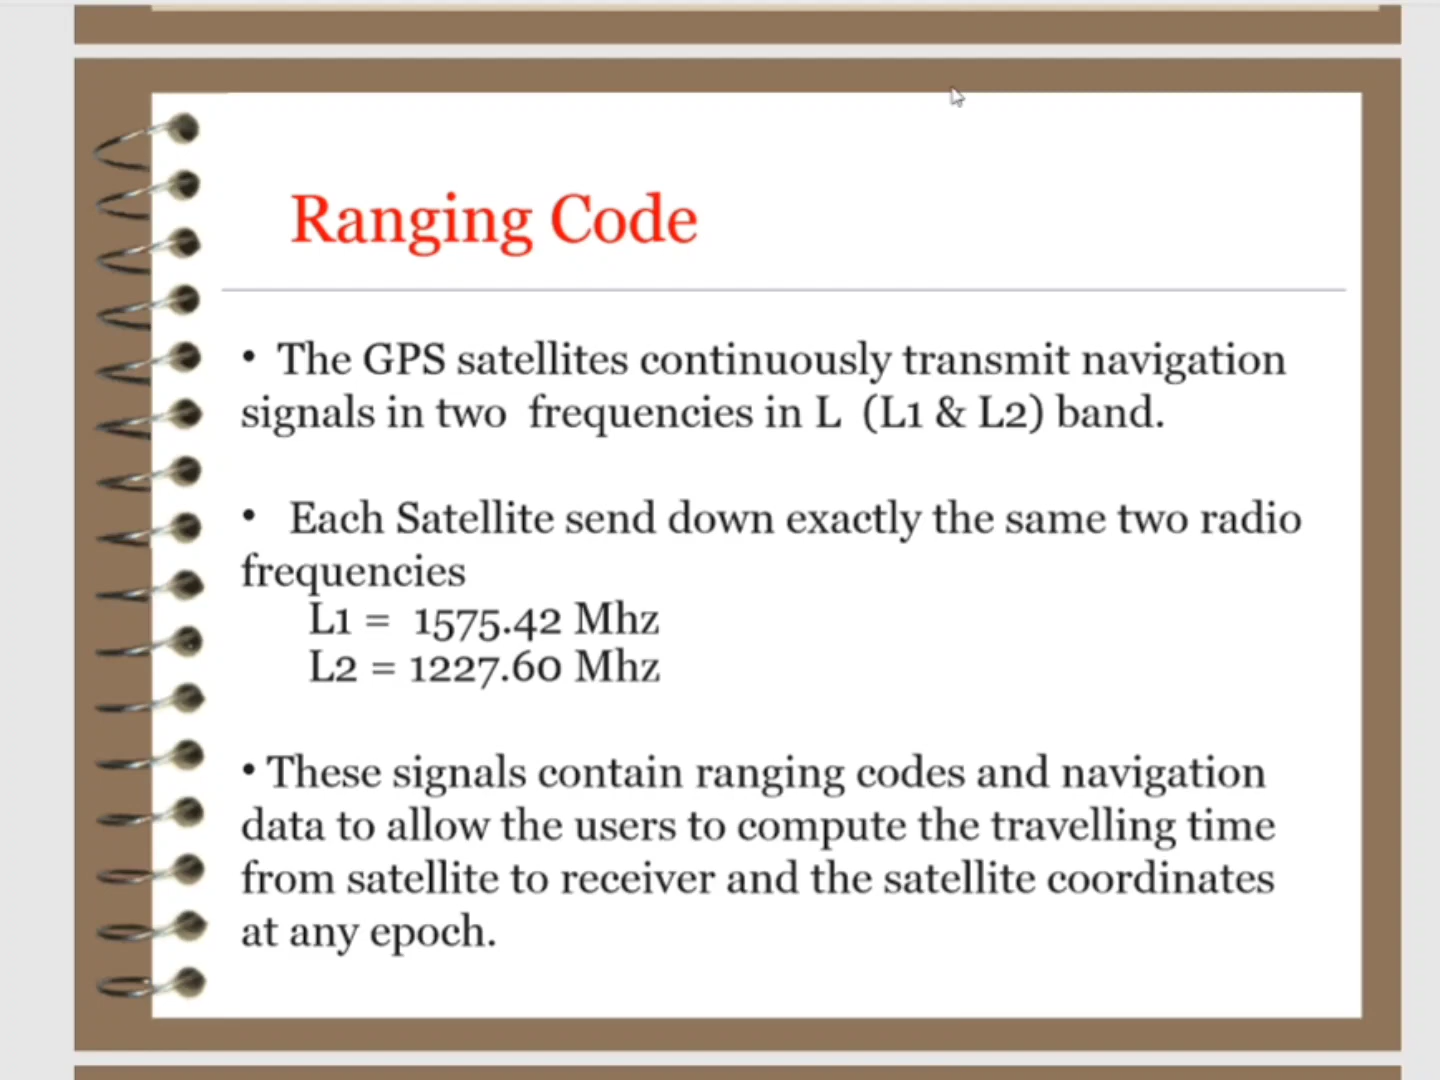 Ranging Code
• The GPS satellites continuously transmit navigation
signals in two frequencies in L (L1 & L2) band.
• Each Satellite send down exactly the same two radio
frequencies
L1 = 1575.42 Mhz
L2 = 1227.60 Mhz
• These signals contain ranging codes and navigation
data to allow the users to compute the travelling time
from satellite to receiver and the satellite coordinates
at any epoch.